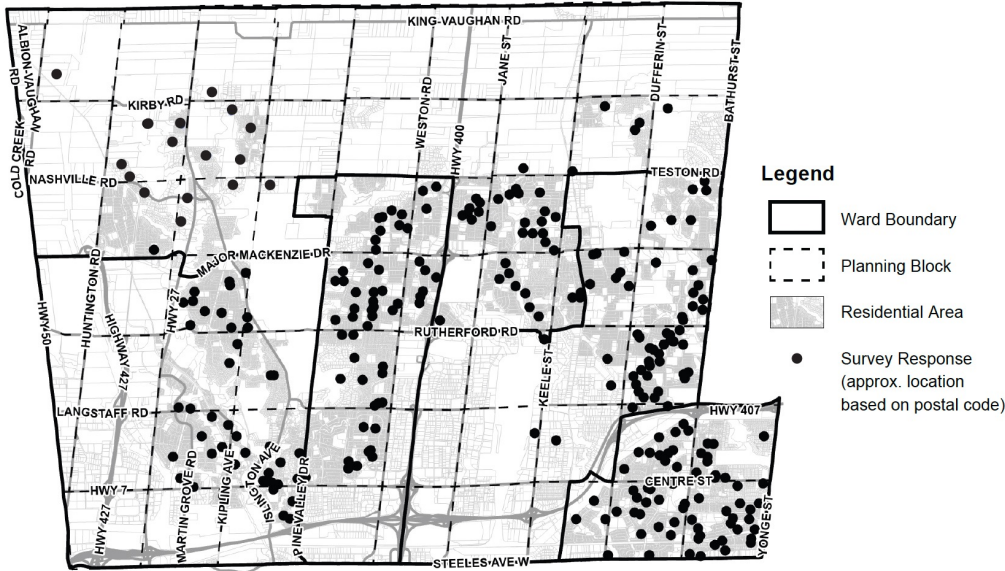 KING-VAUGHAN RD
ALBION-VAUGHAN
RD
COLD CREEK
RD
KIRBY RD
WESTON RD
HWY 400
JANE ST
DUFFERIN ST
BATHURST ST
NASHVILLE RD
TESTON RD
MAJOR MACKENZIE DR
HWY 50
HUNTINGTON RD
HIGHWAY 427
HWY 27
RUTHERFORD RD
KEELE ST
LANGSTAFF RD
HWY 407
MARTIN GROVE RD
KIPLING AVE
ISLINGTON AVE
PINE VALLEY DR
HWY 7
CENTRE ST
HWY 427
YONGE ST
STEELES AVE W
Legend
Ward Boundary
Planning Block
Residential Area
Survey Response
(approx. location
based on postal code)